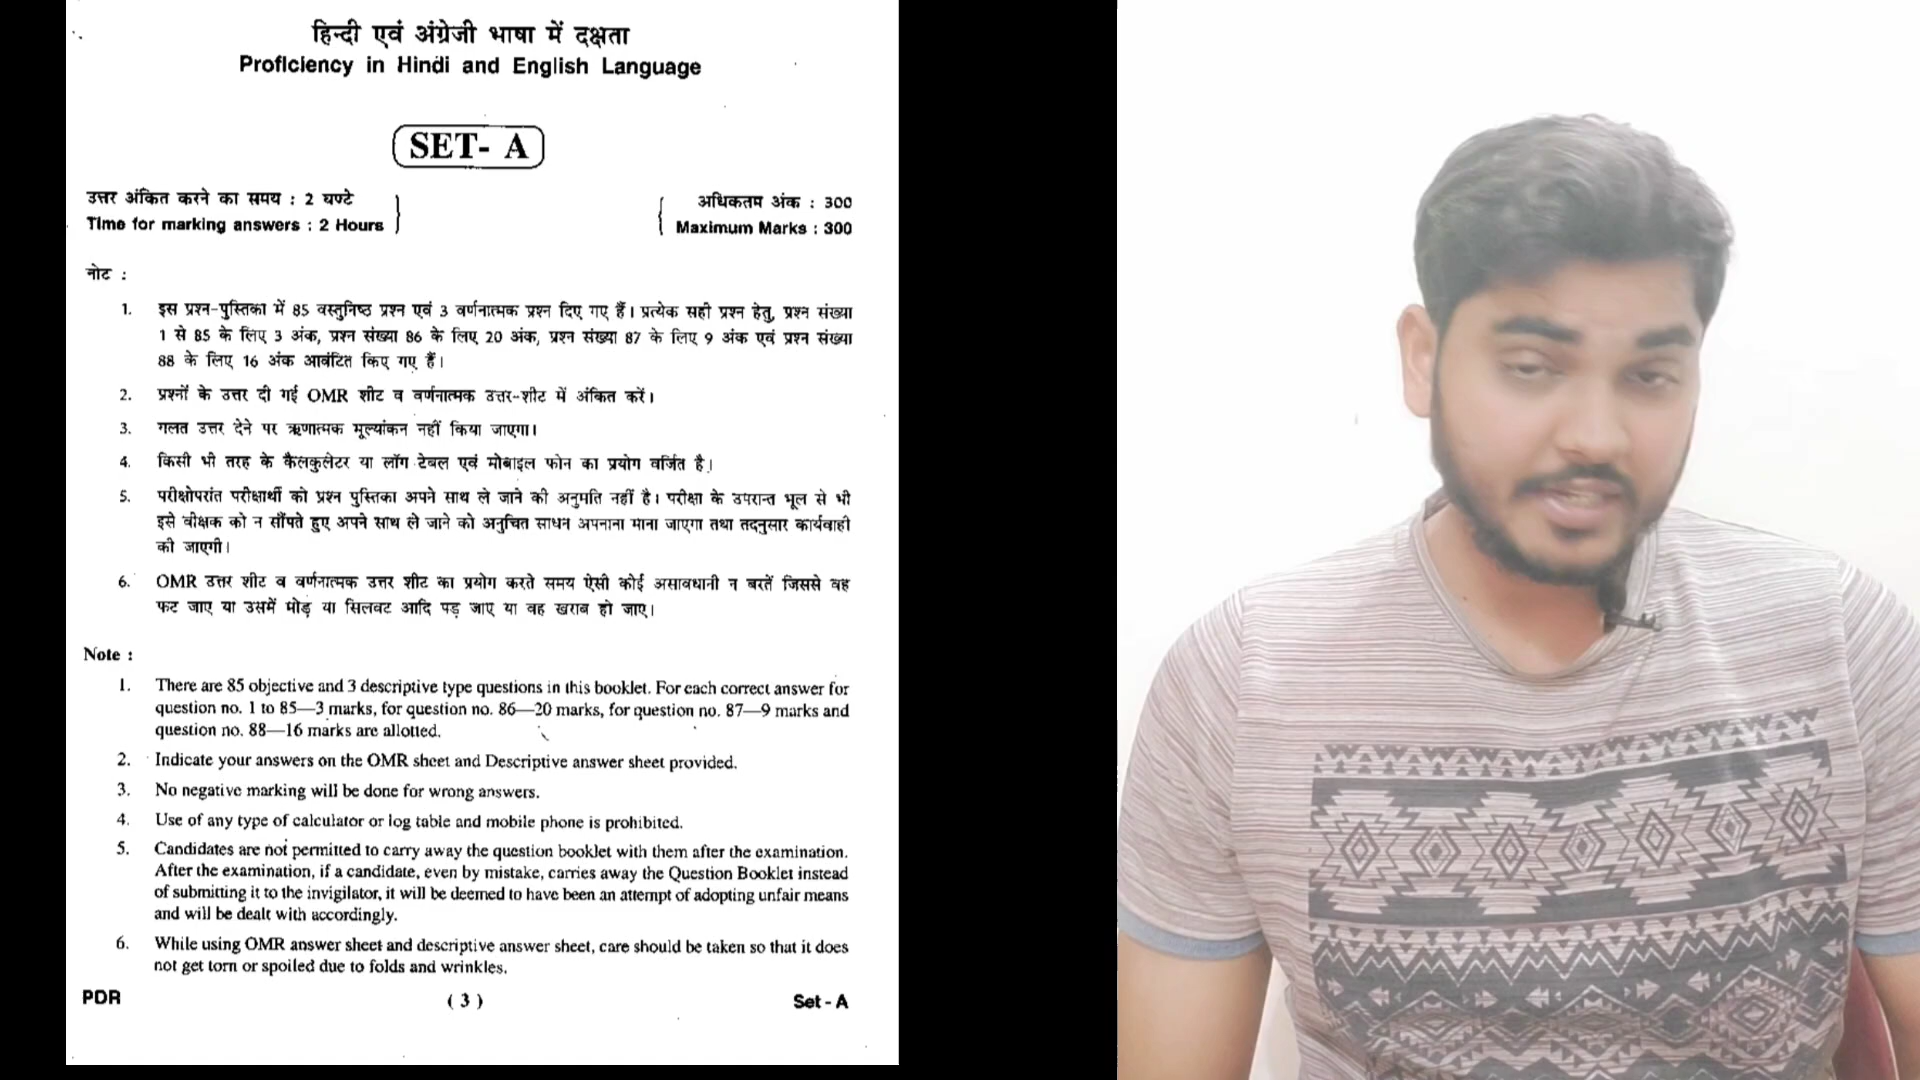 हिन्दी एवं अंग्रेजी भाषा में दक्षता
Proficiency in Hindi and English Language
SET- A
उत्तर अंकित करने का समय : 2 घण्टे
Time for marking answers : 2 Hours
अधिकतम अंक : 300
Maximum Marks : 300
नोट :
1. इस प्रश्न-पुस्तिका में 85 वस्तुनिष्ठ प्रश्न एवं 3 वर्णनात्मक प्रश्न दिए गए हैं। प्रत्येक सही प्रश्न हेतु, प्रश्न संख्या
1 से 85 के लिए 3 अंक, प्रश्न संख्या 86 के लिए 20 अंक, प्रश्न संख्या 87 के लिए 9 अंक एवं प्रश्न संख्या
88 के लिए 16 अंक आवंटित किए गए हैं।
2. प्रश्नों के उत्तर दी गई OMR शीट व वर्णनात्मक उत्तर-शीट में अंकित करें।
3. गलत उत्तर देने पर ऋणात्मक मूल्यांकन नहीं किया जाएगा।
4. किसी भी तरह के कैलकुलेटर या लॉग टेबल एवं मोबाइल फोन का प्रयोग वर्जित है।
5. परीक्षोपरांत परीक्षार्थी को प्रश्न पुस्तिका अपने साथ ले जाने की अनुमति नहीं है। परीक्षा के उपरान्त भूल से भी
इसे वीक्षक को न सौंपते हुए अपने साथ ले जाने को अनुचित साधन अपनाना माना जाएगा तथा तदनुसार कार्यवाही
की जाएगी।
6. OMR उत्तर शीट व वर्णनात्मक उत्तर शीट का प्रयोग करते समय ऐसी कोई असावधानी न बरतें जिससे वह
फट जाए या उसमें मोड़ या सिलवट आदि पड़ जाए या वह खराब हो जाए।
Note :
1. There are 85 objective and 3 descriptive type questions in this booklet. For each correct answer for
question no. 1 to 85—3 marks, for question no. 86—20 marks, for question no. 87—9 marks and
question no. 88—16 marks are allotted.
2. Indicate your answers on the OMR sheet and Descriptive answer sheet provided.
3. No negative marking will be done for wrong answers.
4. Use of any type of calculator or log table and mobile phone is prohibited.
5. Candidates are not permitted to carry away the question booklet with them after the examination.
After the examination, if a candidate, even by mistake, carries away the Question Booklet instead
of submitting it to the invigilator, it will be deemed to have been an attempt of adopting unfair means
and will be dealt with accordingly.
6. While using OMR answer sheet and descriptive answer sheet, care should be taken so that it does
not get torn or spoiled due to folds and wrinkles.
PDR ( 3 ) Set - A